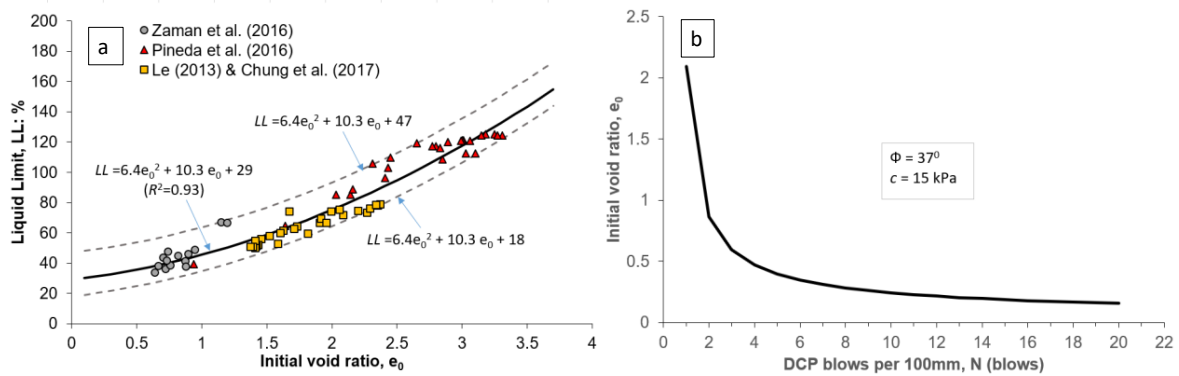 a
Zaman et al. (2016)
Pineda et al. (2016)
Le (2013) & Chung et al. (2017)
LL =6.4e₀² + 10.3 e₀ + 47
LL =6.4e₀² + 10.3 e₀ + 29
(R²=0.93)
LL =6.4e₀² + 10.3 e₀ + 18
Liquid Limit, LL: %
200
180
160
140
120
100
80
60
40
20
0
0 0.5 1 1.5 2 2.5 3 3.5 4
Initial void ratio, e₀
b
Φ = 37⁰
c = 15 kPa
Initial void ratio, e₀
2.5
2
1.5
1
0.5
0
0 2 4 6 8 10 12 14 16 18 20 22
DCP blows per 100mm, N (blows)